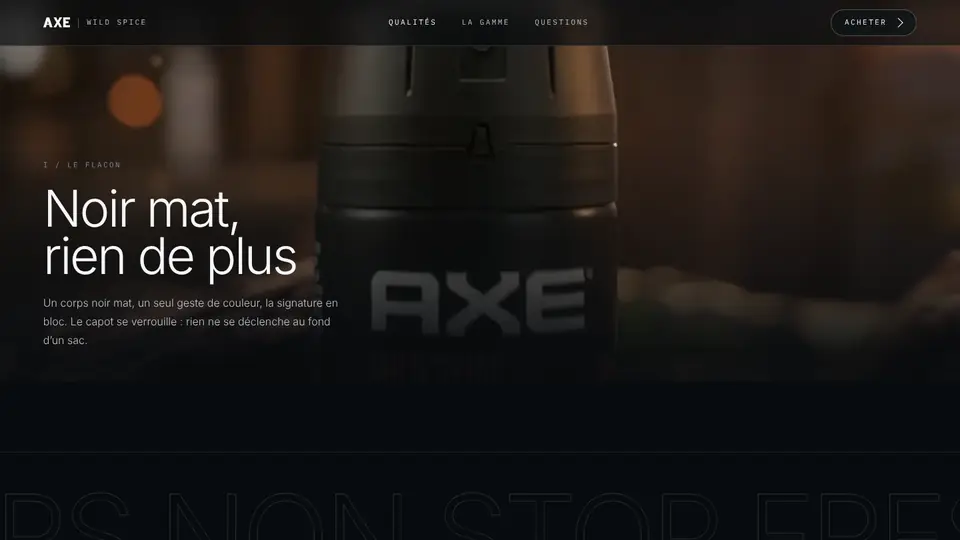 AXE | WILD SPICE
QUALITÉS
LA GAMME
QUESTIONS
ACHETER
I / LE FLACON
Noir mat,
rien de plus
Un corps noir mat, un seul geste de couleur, la signature en
bloc. Le capot se verrouille : rien ne se déclenche au fond
d'un sac.
AXE
NON STOP